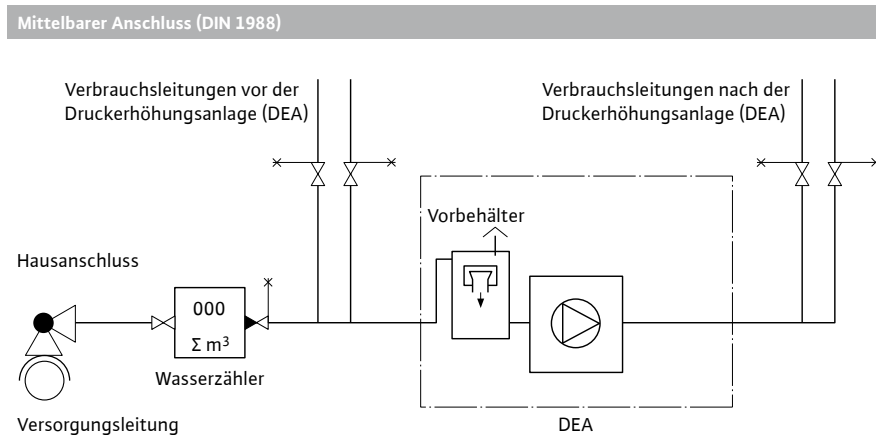 Mittelbarer Anschluss (DIN 1988)
Verbrauchsleitungen vor der
Druckerhöhungsanlage (DEA)
Verbrauchsleitungen nach der
Druckerhöhungsanlage (DEA)
Vorbehälter
Hausanschluss
000
Σ m³
Wasserzähler
Versorgungsleitung
DEA